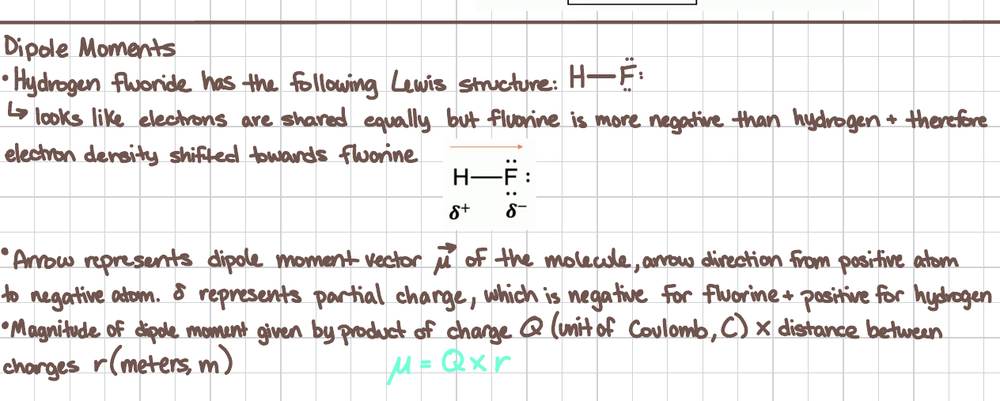 Dipole Moments
• Hydrogen fluoride has the following Lewis structure: H—F̈:
↳ looks like electrons are shared equally but fluorine is more negative than hydrogen + therefore
electron density shifted towards fluorine
H—F:
δ⁺ δ⁻
• Arrow represents dipole moment vector μ⃗ of the molecule, arrow direction from positive atom
to negative atom. δ represents partial charge, which is negative for fluorine + positive for hydrogen
• Magnitude of dipole moment given by product of charge Q (unit of Coulomb, C) x distance between
charges r (meters, m) μ = Q x r